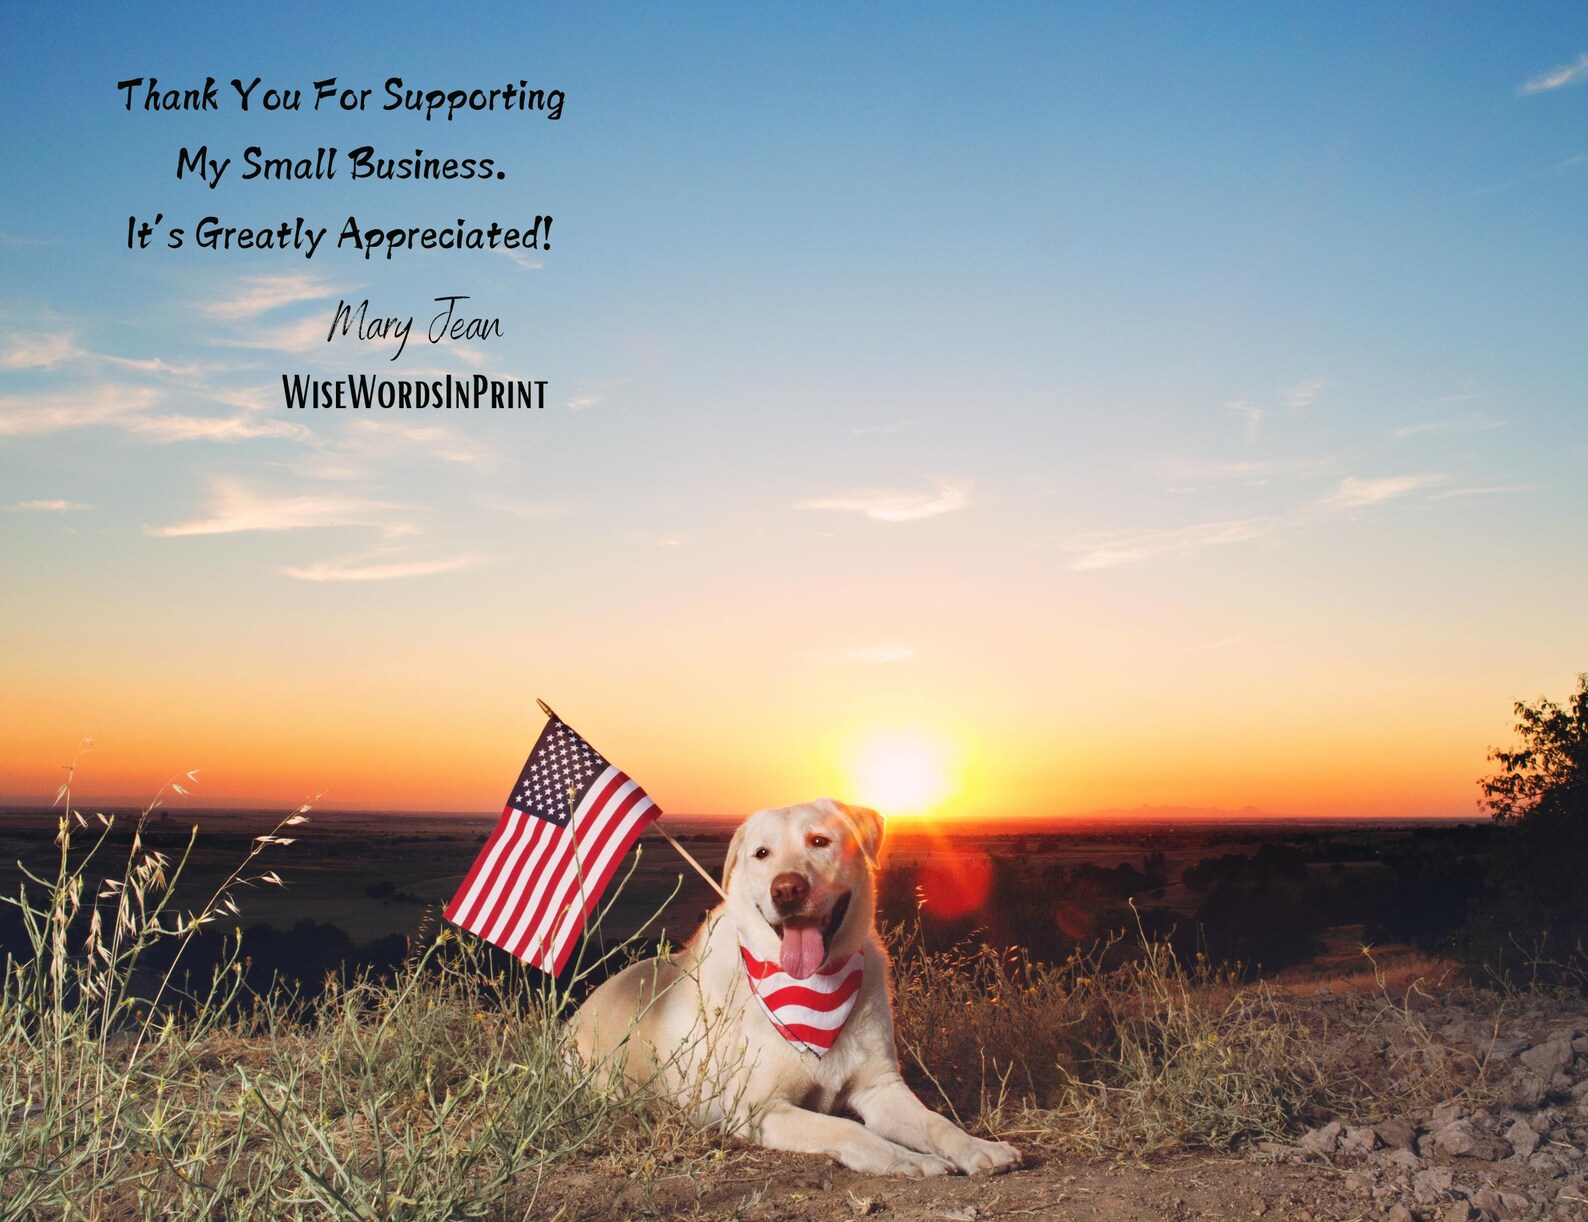 Thank You For Supporting
My Small Business.
It's Greatly Appreciated!
Mary Jean
WiseWordsInPrint